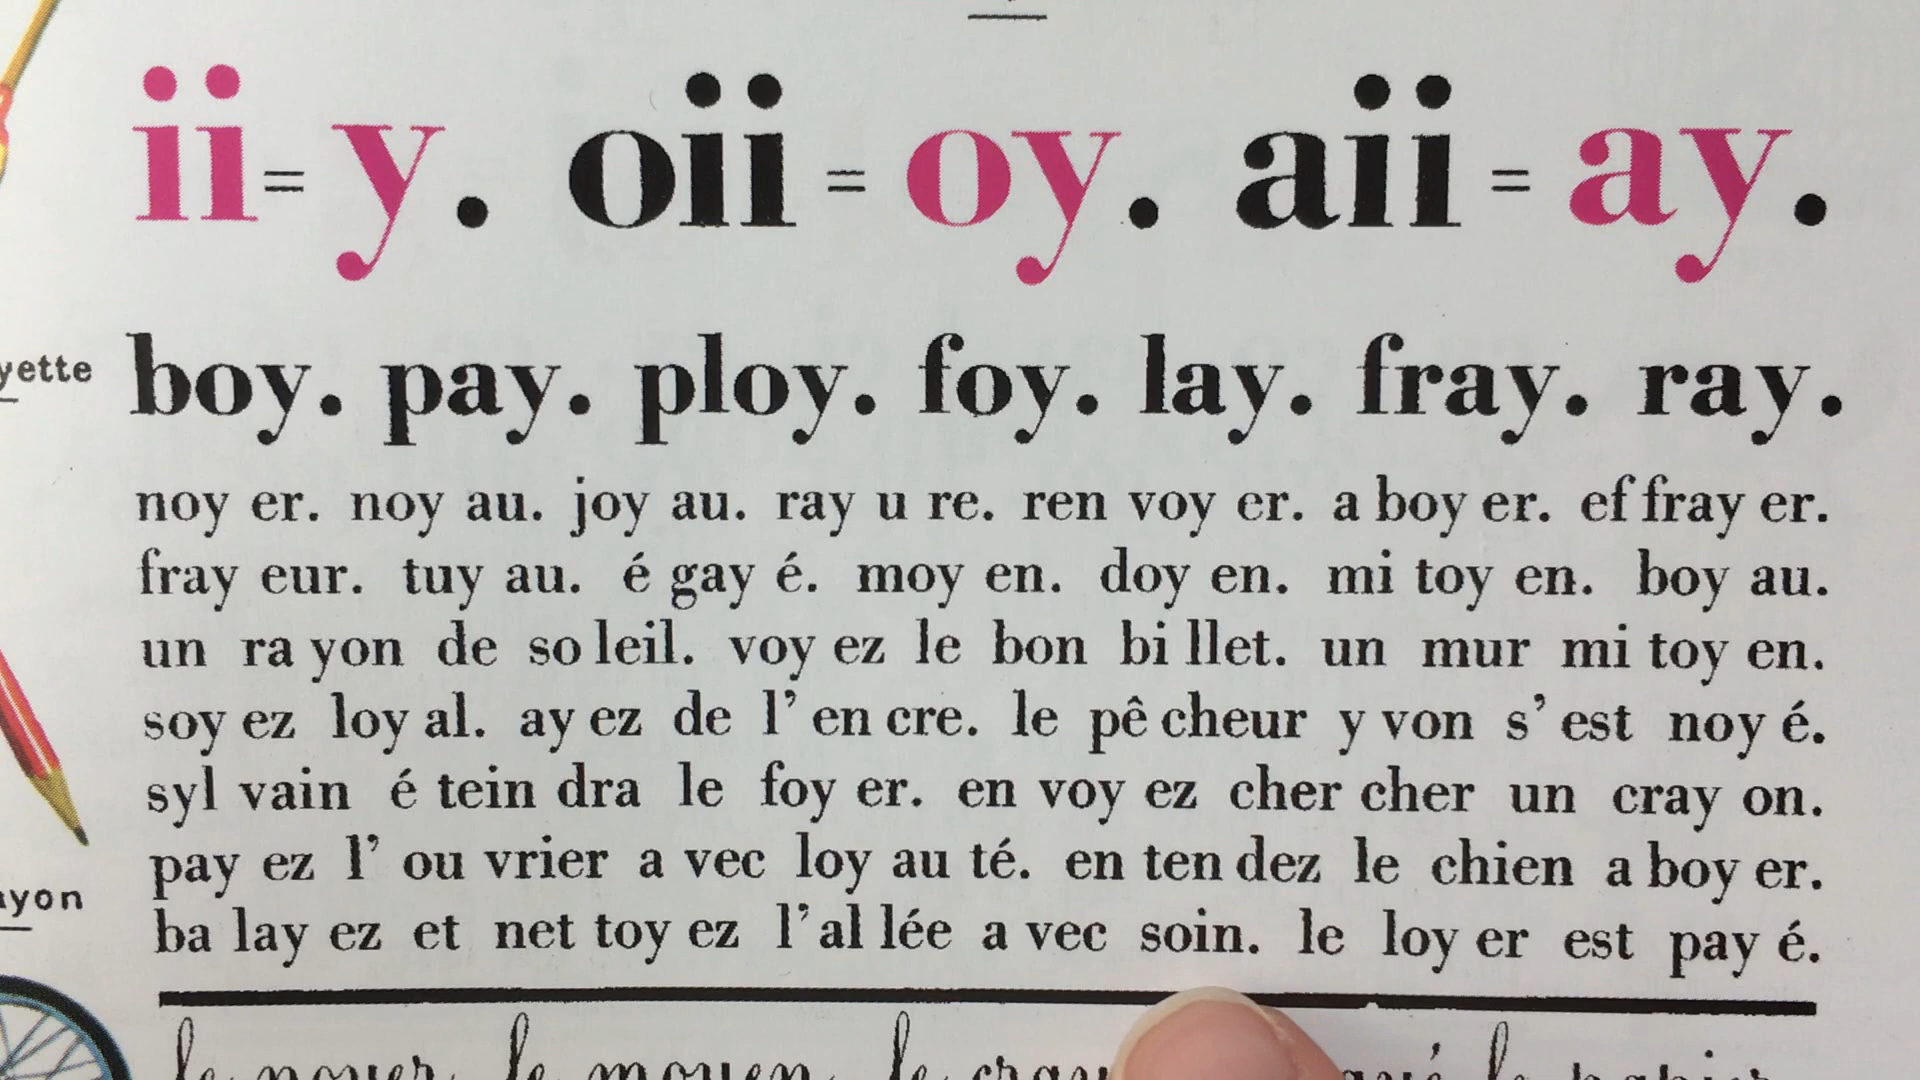 ii = y. oii = oy. aii = ay.
yette
boy. pay. ploy. foy. lay. fray. ray.
noy er. noy au. joy au. ray u re. ren voy er. a boy er. ef fray er.
fray eur. tuy au. é gay é. moy en. doy en. mi toy en. boy au.
un ra yon de so leil. voy ez le bon bi llet. un mur mi toy en.
soy ez loy al. ay ez de l' en cre. le pê cheur y von s' est noy é.
syl vain é tein dra le foy er. en voy ez cher cher un cray on.
pay ez l' ou vrier a vec loy au té. en ten dez le chien a boy er.
ayon
ba lay ez et net toy ez l' al lée a vec soin. le loy er est pay é.
le noyer. le moyen. le